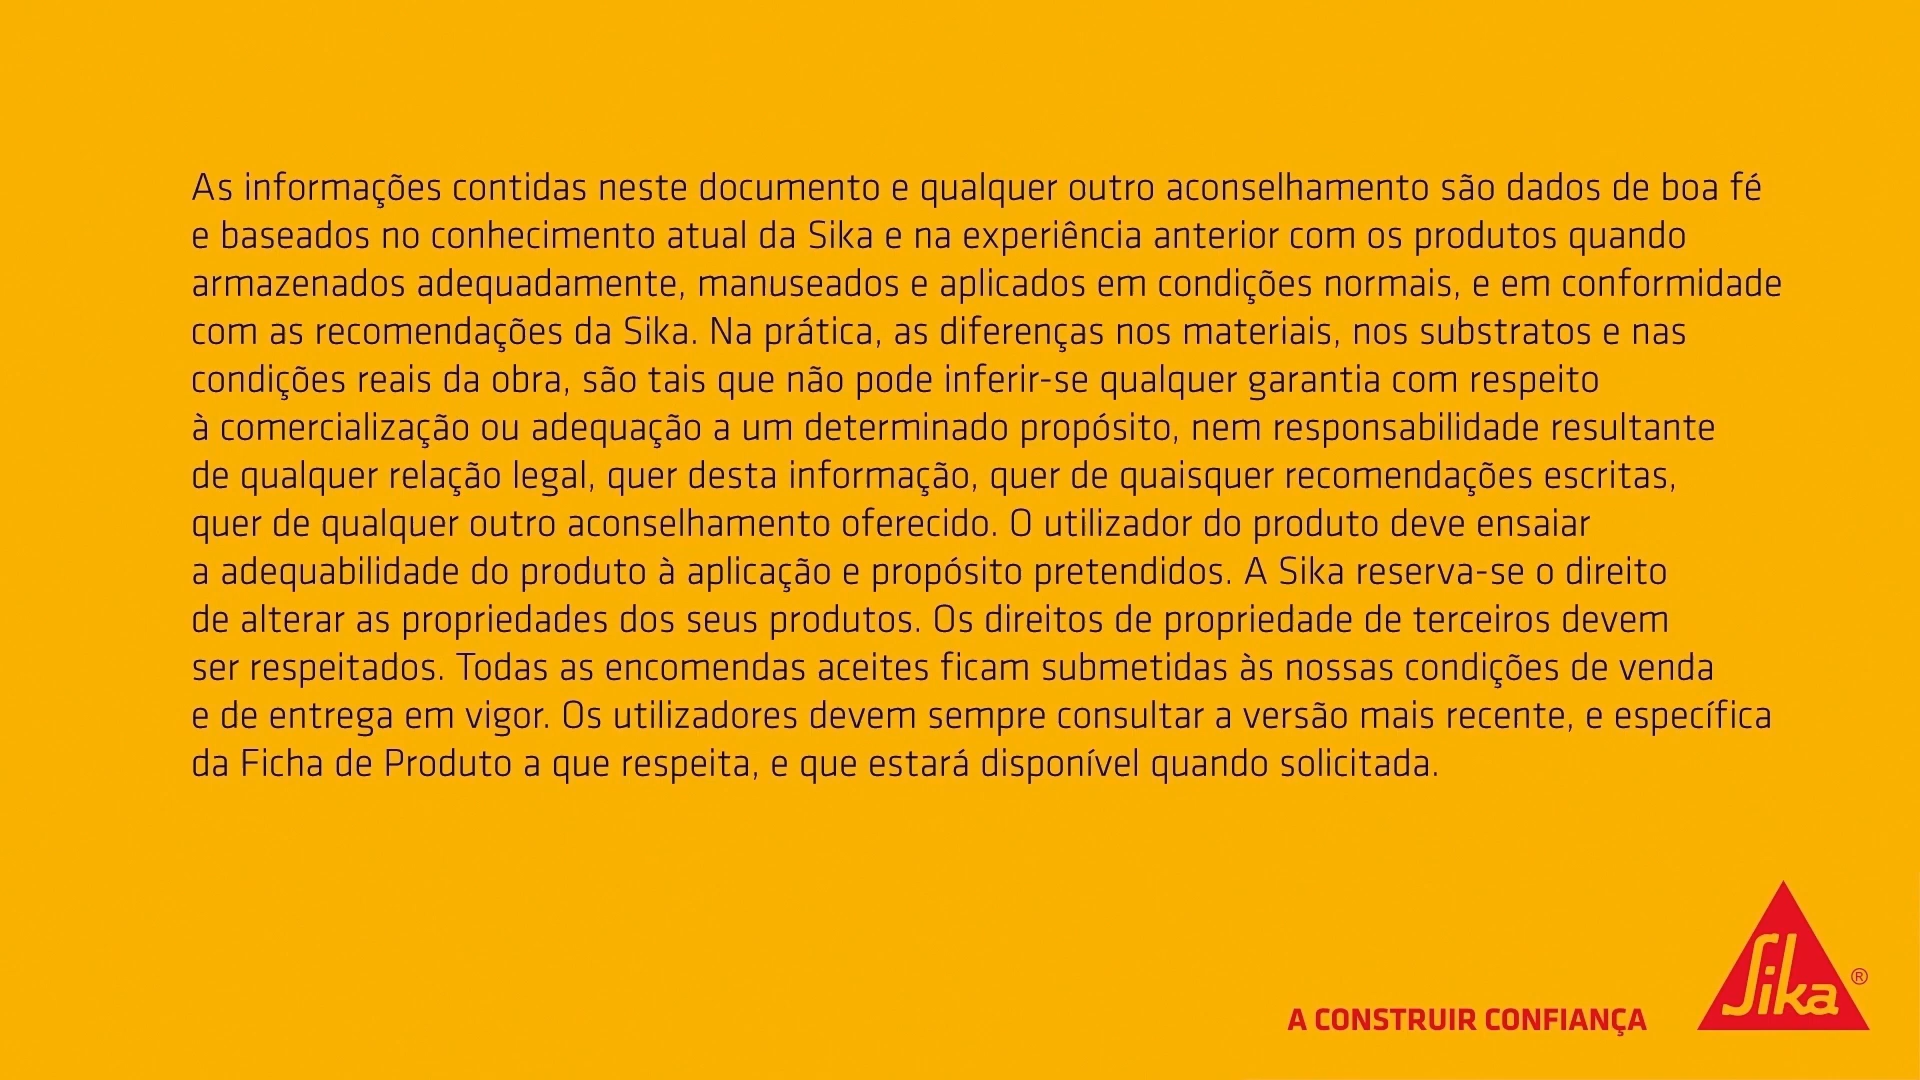 As informações contidas neste documento e qualquer outro aconselhamento são dados de boa fé
e baseados no conhecimento atual da Sika e na experiência anterior com os produtos quando
armazenados adequadamente, manuseados e aplicados em condições normais, e em conformidade
com as recomendações da Sika. Na prática, as diferenças nos materiais, nos substratos e nas
condições reais da obra, são tais que não pode inferir-se qualquer garantia com respeito
à comercialização ou adequação a um determinado propósito, nem responsabilidade resultante
de qualquer relação legal, quer desta informação, quer de quaisquer recomendações escritas,
quer de qualquer outro aconselhamento oferecido. O utilizador do produto deve ensaiar
a adequabilidade do produto à aplicação e propósito pretendidos. A Sika reserva-se o direito
de alterar as propriedades dos seus produtos. Os direitos de propriedade de terceiros devem
ser respeitados. Todas as encomendas aceites ficam submetidas às nossas condições de venda
e de entrega em vigor. Os utilizadores devem sempre consultar a versão mais recente, e específica
da Ficha de Produto a que respeita, e que estará disponível quando solicitada.
A CONSTRUIR CONFIANÇA
Sika®